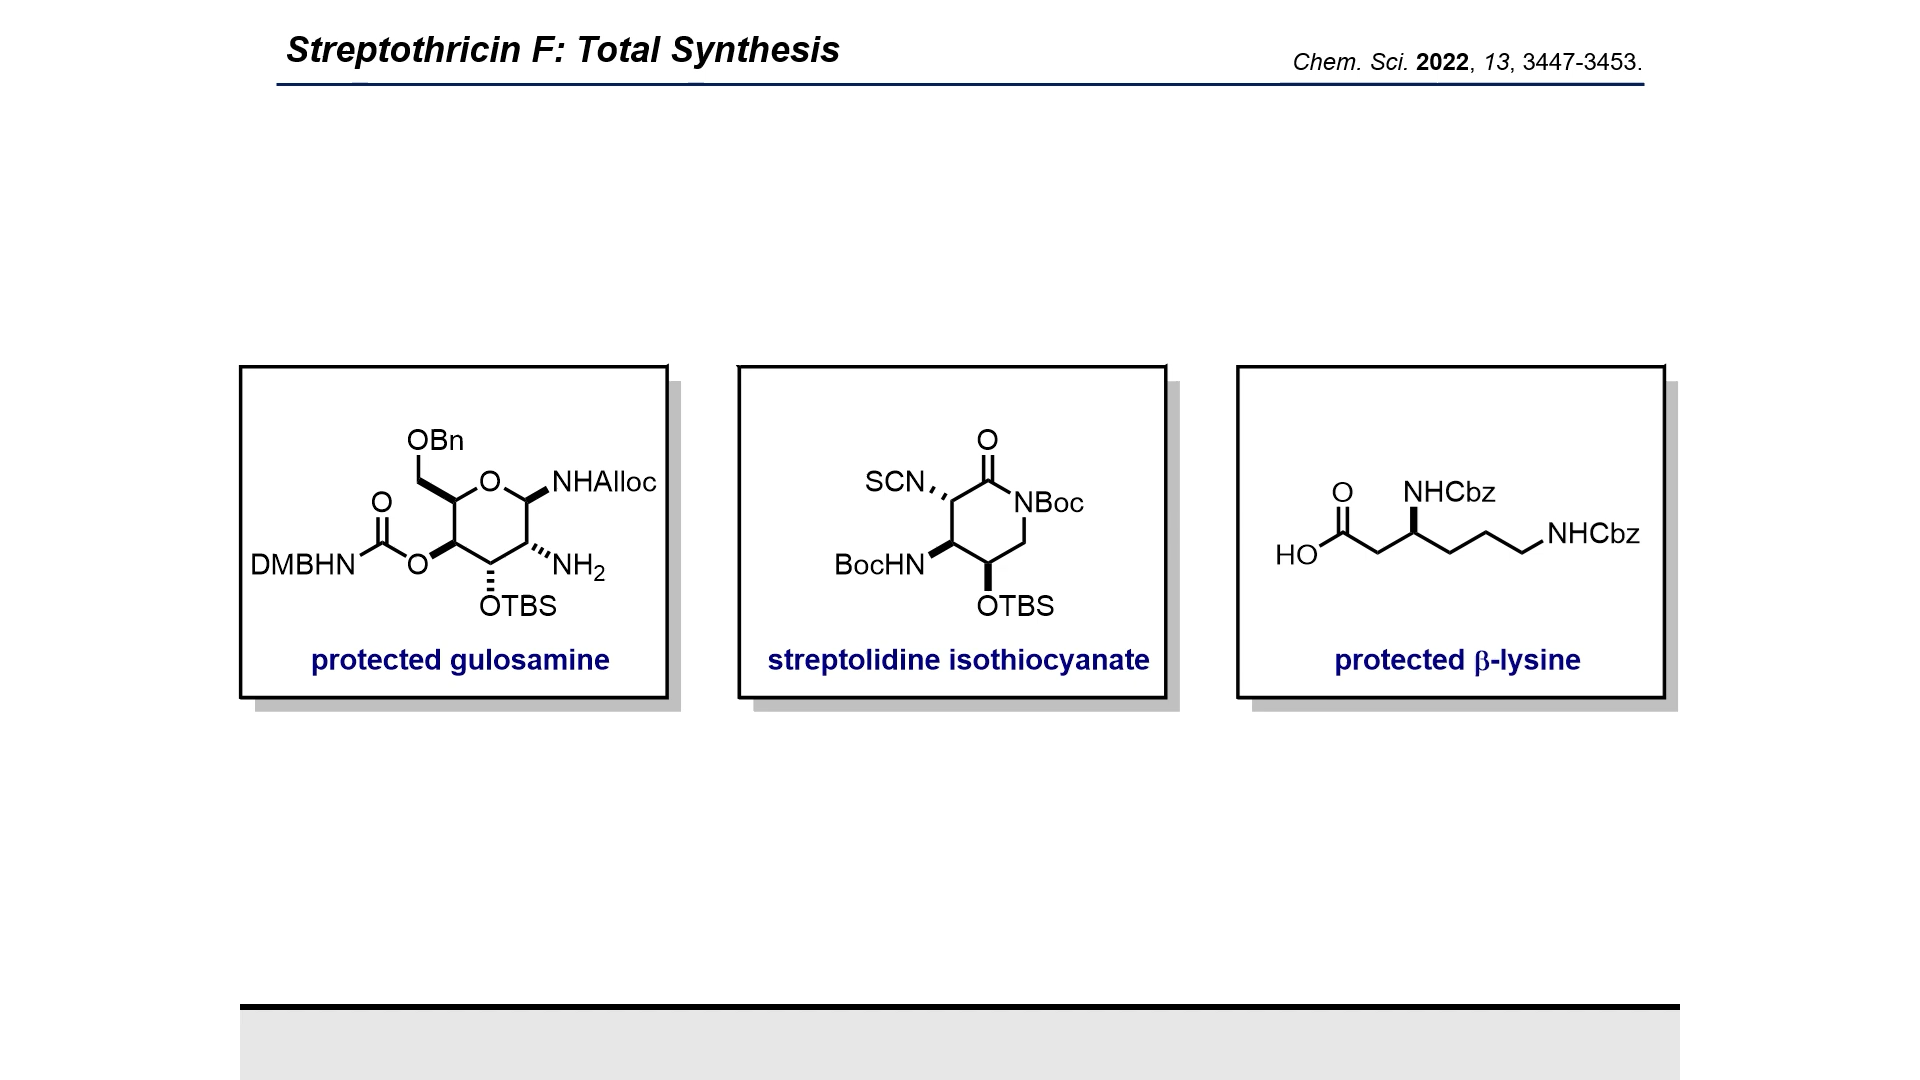 Streptothricin F: Total Synthesis
Chem. Sci. 2022, 13, 3447-3453.
OBn
O
NHAlloc
O
DMBHN
O
NH2
OTBS
protected gulosamine
O
SCN
NBoc
BocHN
OTBS
streptolidine isothiocyanate
O
NHCbz
HO
NHCbz
protected β-lysine